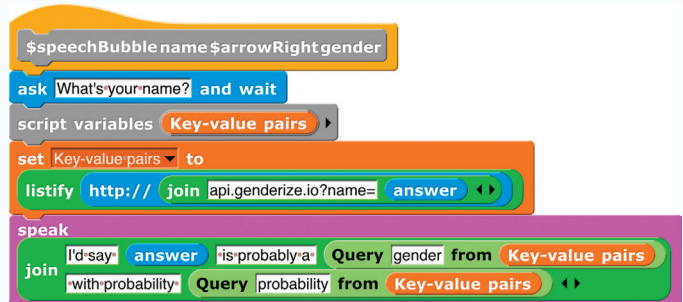 $speechBubble name $arrowRight gender
ask What's your name? and wait
script variables Key-value pairs
set Key-value pairs to
listify http:// join api.genderize.io?name= answer
speak
join I'd say answer is probably a Query gender from Key-value pairs
with probability Query probability from Key-value pairs